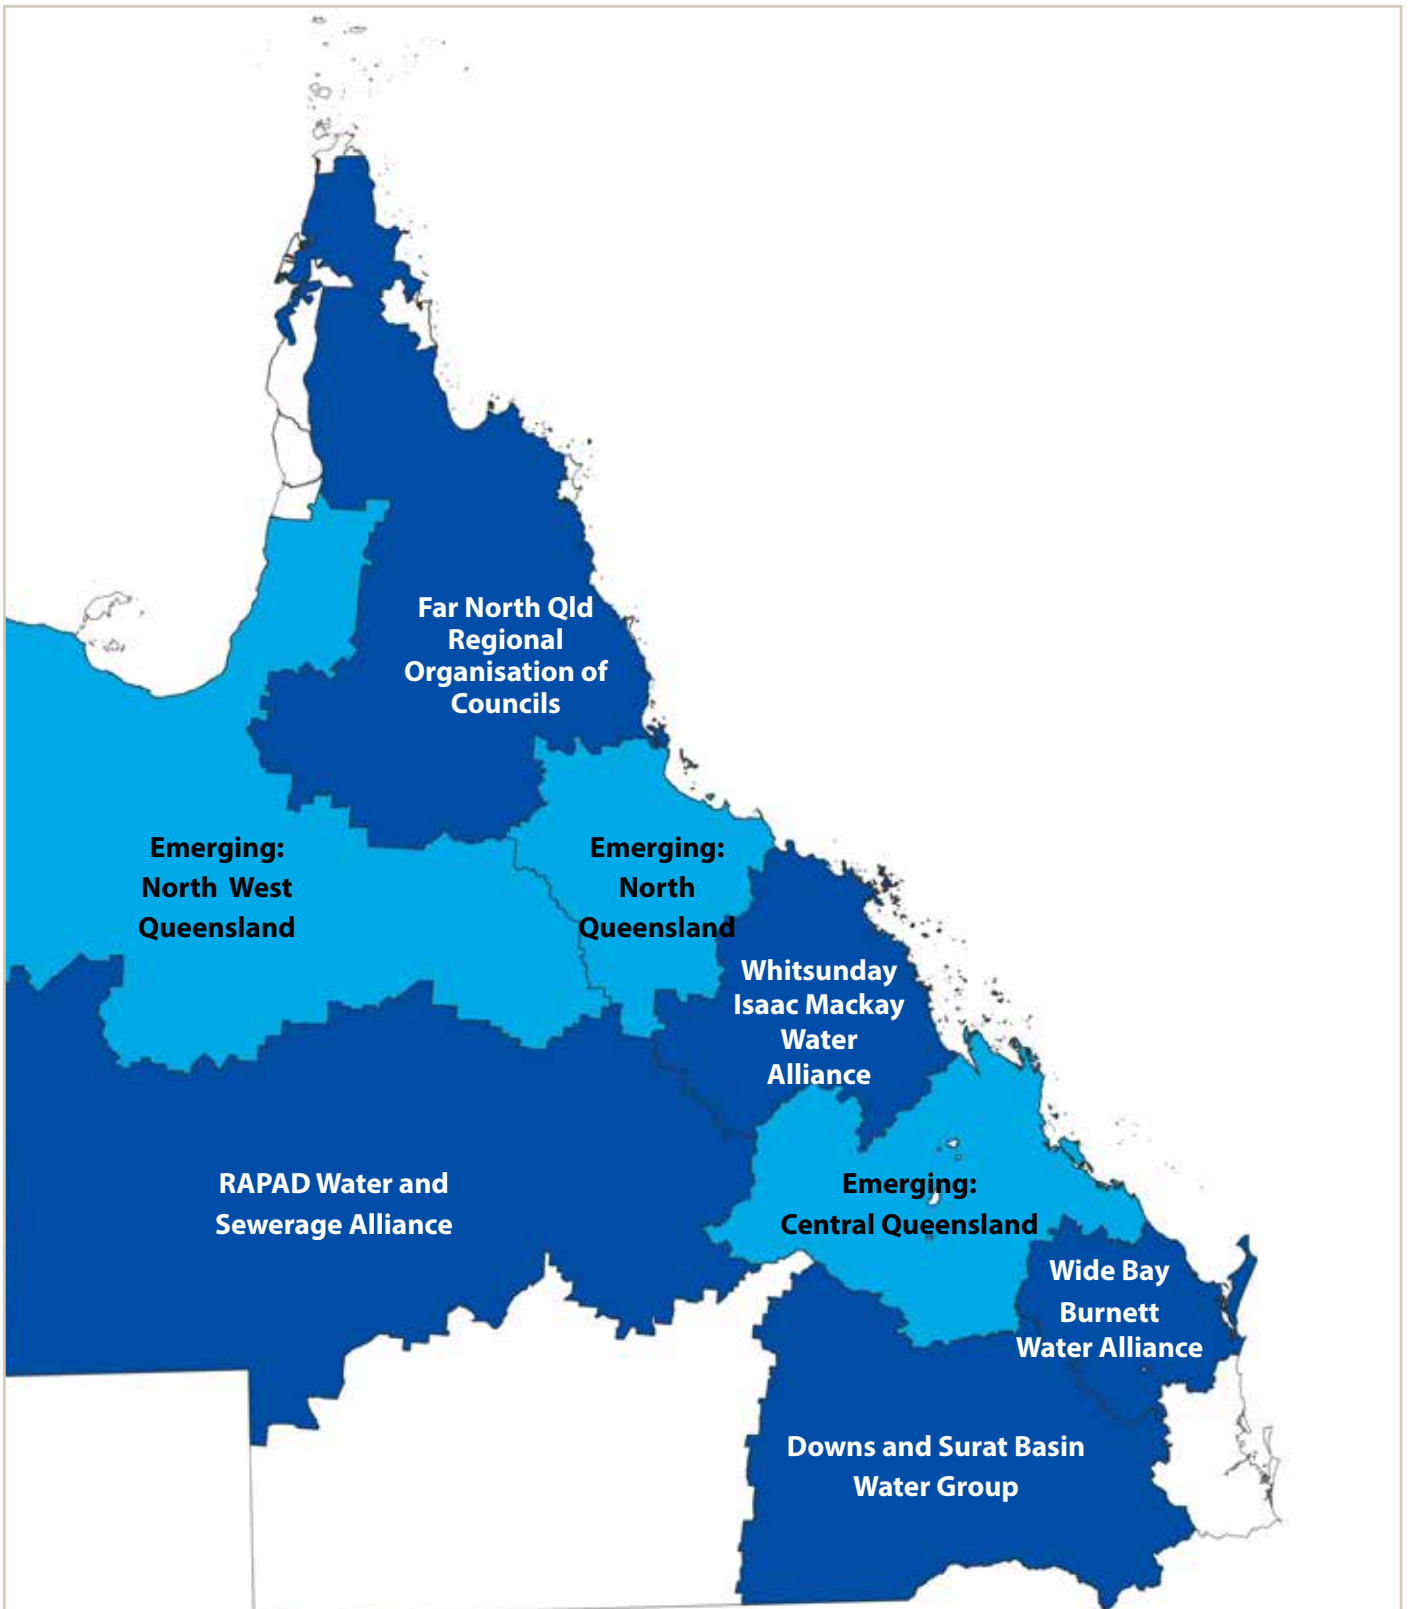 Far North Qld
Regional
Organisation of
Councils
Emerging:
North West
Queensland
Emerging:
North
Queensland
Whitsunday
Isaac Mackay
Water
Alliance
RAPAD Water and
Sewerage Alliance
Emerging:
Central Queensland
Wide Bay
Burnett
Water Alliance
Downs and Surat Basin
Water Group